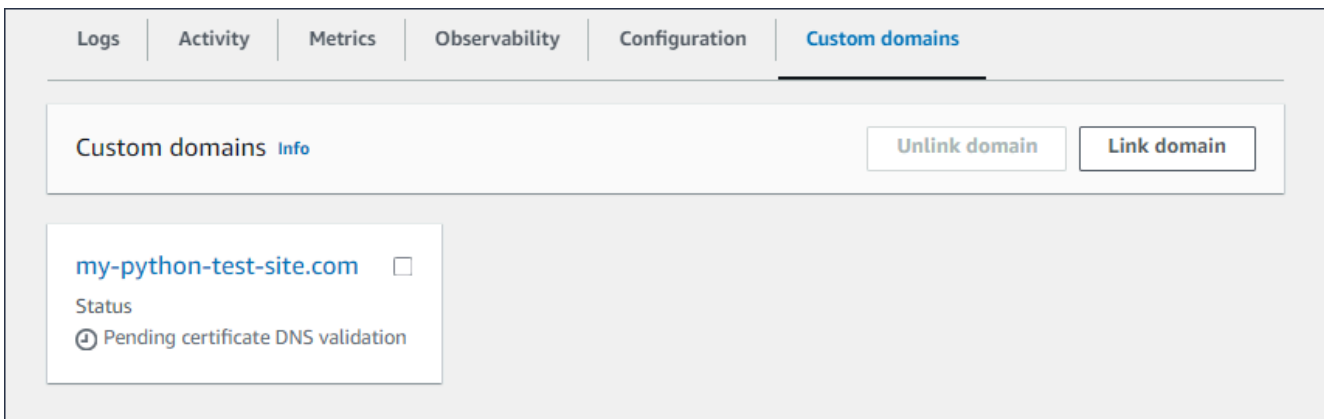 Logs Activity Metrics Observability Configuration Custom domains
Custom domains Info Unlink domain Link domain
my-python-test-site.com
Status
Pending certificate DNS validation